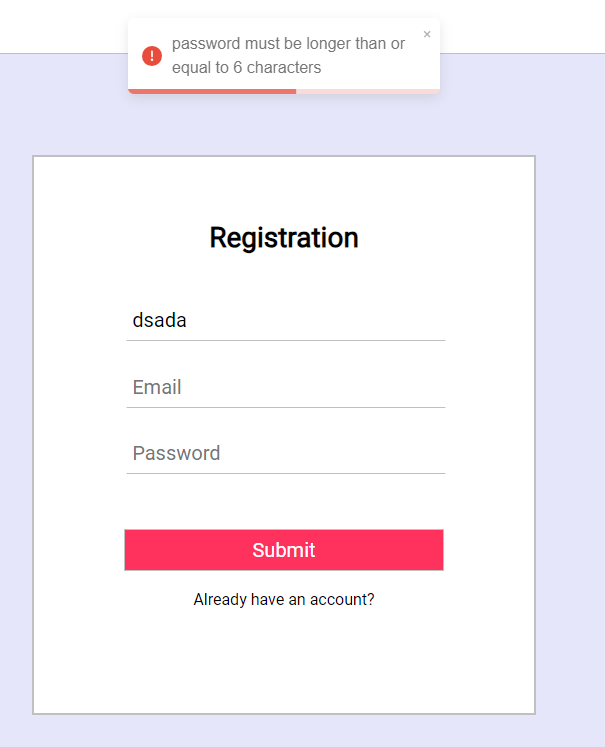 password must be longer than or
equal to 6 characters
×
Registration
dsada
Email
Password
Submit
Already have an account?